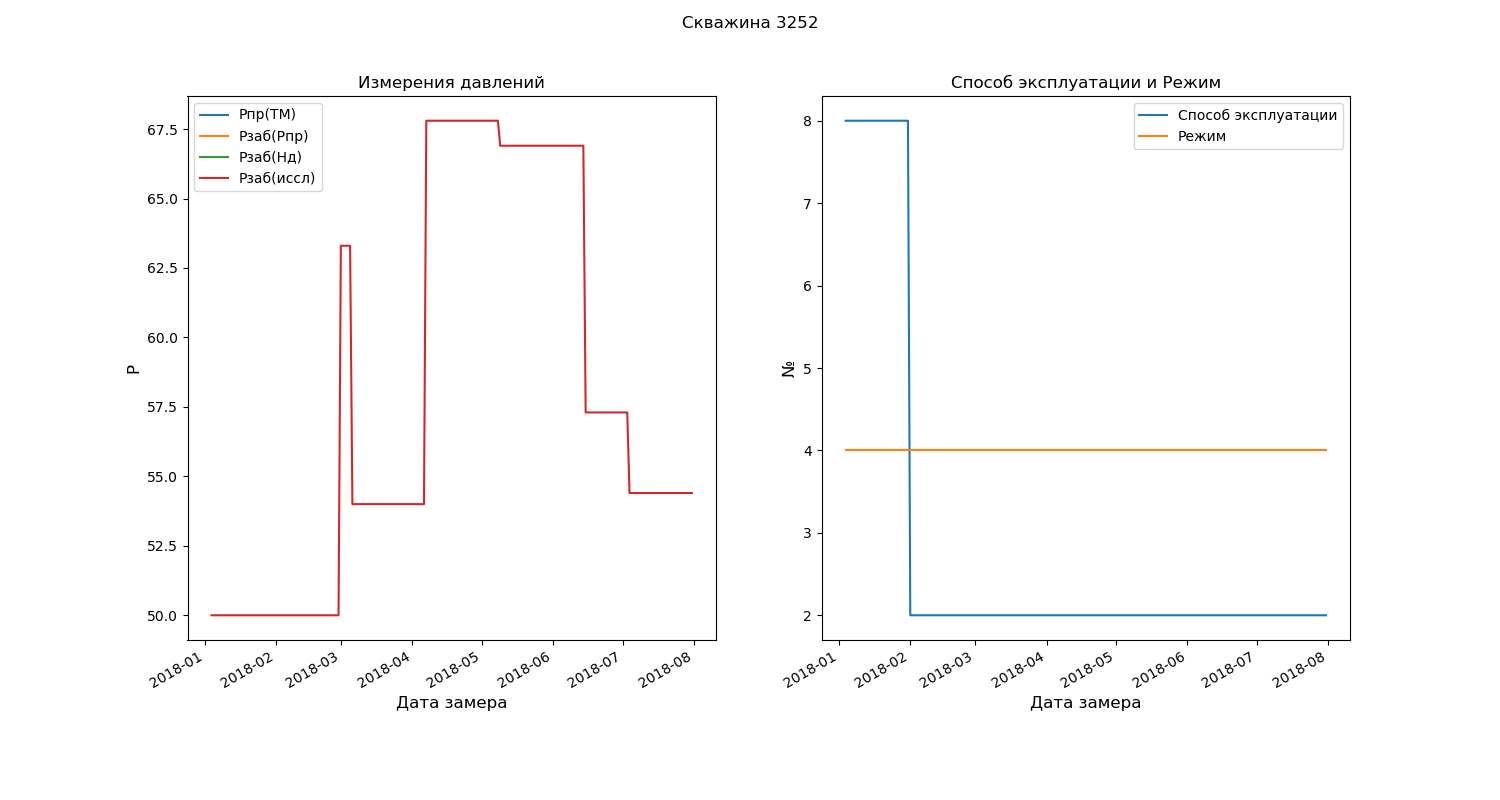 Скважина 3252
Измерения давлений
Рпр(ТМ)
Рзаб(Рпр)
Рзаб(Нд)
Рзаб(иссл)
67.5
65.0
62.5
60.0
57.5
55.0
52.5
50.0
Р
2018-01
2018-02
2018-03
2018-04
2018-05
2018-06
2018-07
2018-08
Дата замера
Способ эксплуатации и Режим
Способ эксплуатации
Режим
8
7
6
5
4
3
2
№
2018-01
2018-02
2018-03
2018-04
2018-05
2018-06
2018-07
2018-08
Дата замера